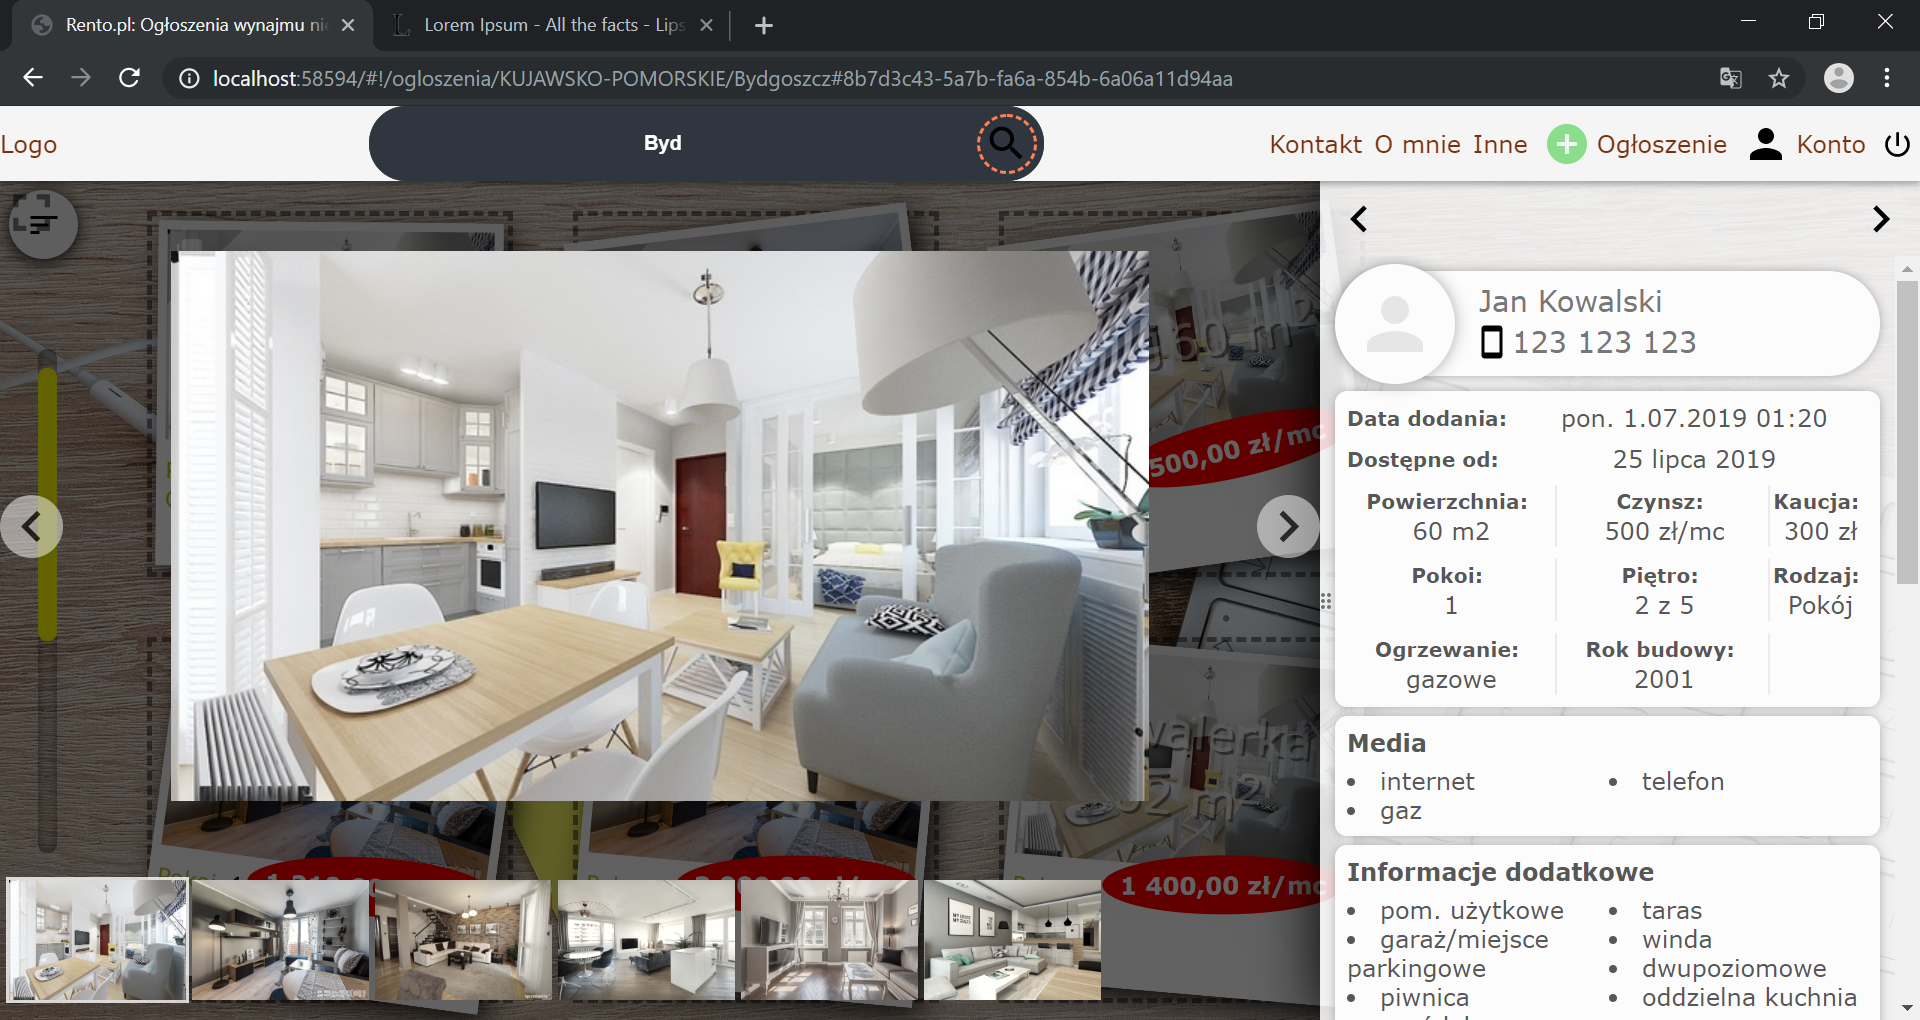 Rento.pl: Ogłoszenia wynajmu nie
Lorem Ipsum - All the facts - Lips
localhost:58594/#!/ogloszenia/KUJAWSKO-POMORSKIE/Bydgoszcz#8b7d3c43-5a7b-fa6a-854b-6a06a11d94aa
Logo
Byd
Kontakt O mnie Inne
Ogłoszenie
Konto
60 m²
500,00 zł/mc
1 400,00 zł/mc
Jan Kowalski
123 123 123
Data dodania: pon. 1.07.2019 01:20
Dostępne od: 25 lipca 2019
Powierzchnia: Czynsz: Kaucja:
60 m2 500 zł/mc 300 zł
Pokoi: Piętro: Rodzaj:
1 2 z 5 Pokój
Ogrzewanie: Rok budowy:
gazowe 2001
Media
• internet • telefon
• gaz
Informacje dodatkowe
• pom. użytkowe • taras
• garaż/miejsce • winda
parkingowe • dwupoziomowe
• piwnica • oddzielna kuchnia